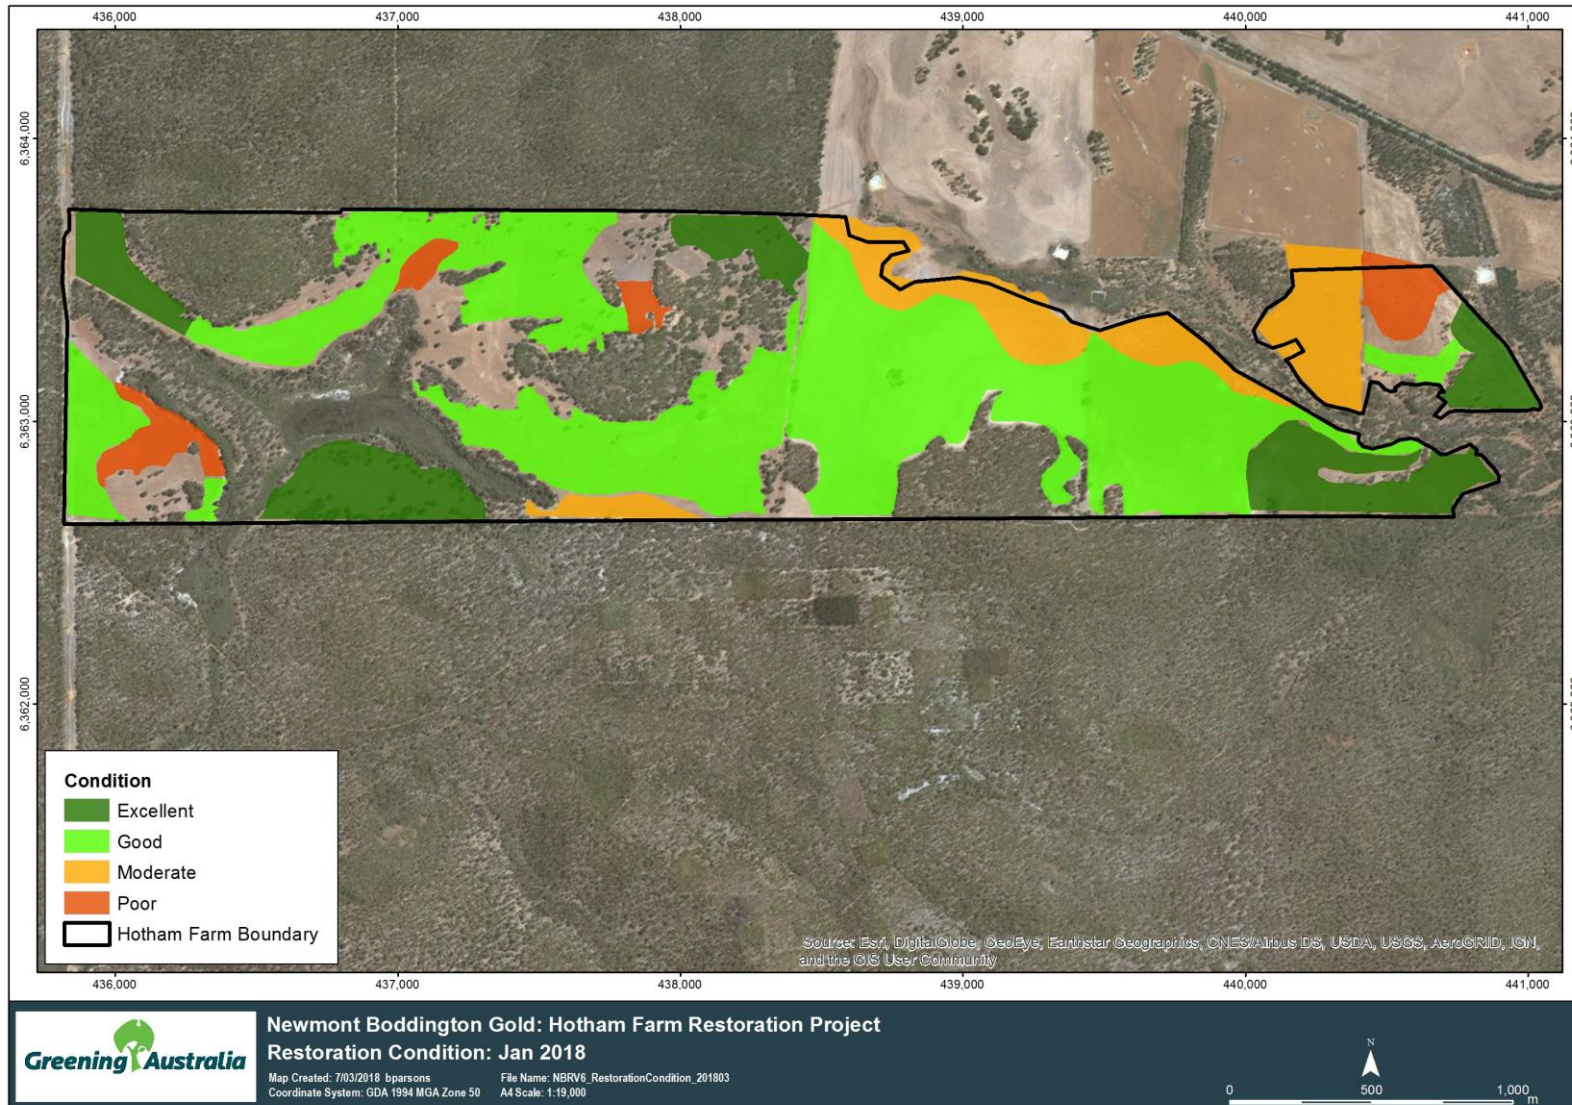 436,000 437,000 438,000 439,000 440,000 441,000
6,364,000
6,363,000
6,362,000
Condition
Excellent
Good
Moderate
Poor
Hotham Farm Boundary
Source: Esri, DigitalGlobe, GeoEye, Earthstar Geographics, CNES/Airbus DS, USDA, USGS, AeroGRID, IGN,
and the GIS User Community
436,000 437,000 438,000 439,000 440,000 441,000
Greening Australia
Newmont Boddington Gold: Hotham Farm Restoration Project
Restoration Condition: Jan 2018
Map Created: 7/03/2018 bparsons File Name: NBRV6_RestorationCondition_201803
Coordinate System: GDA 1994 MGA Zone 50 A4 Scale: 1:19,000
N
0 500 1,000
m